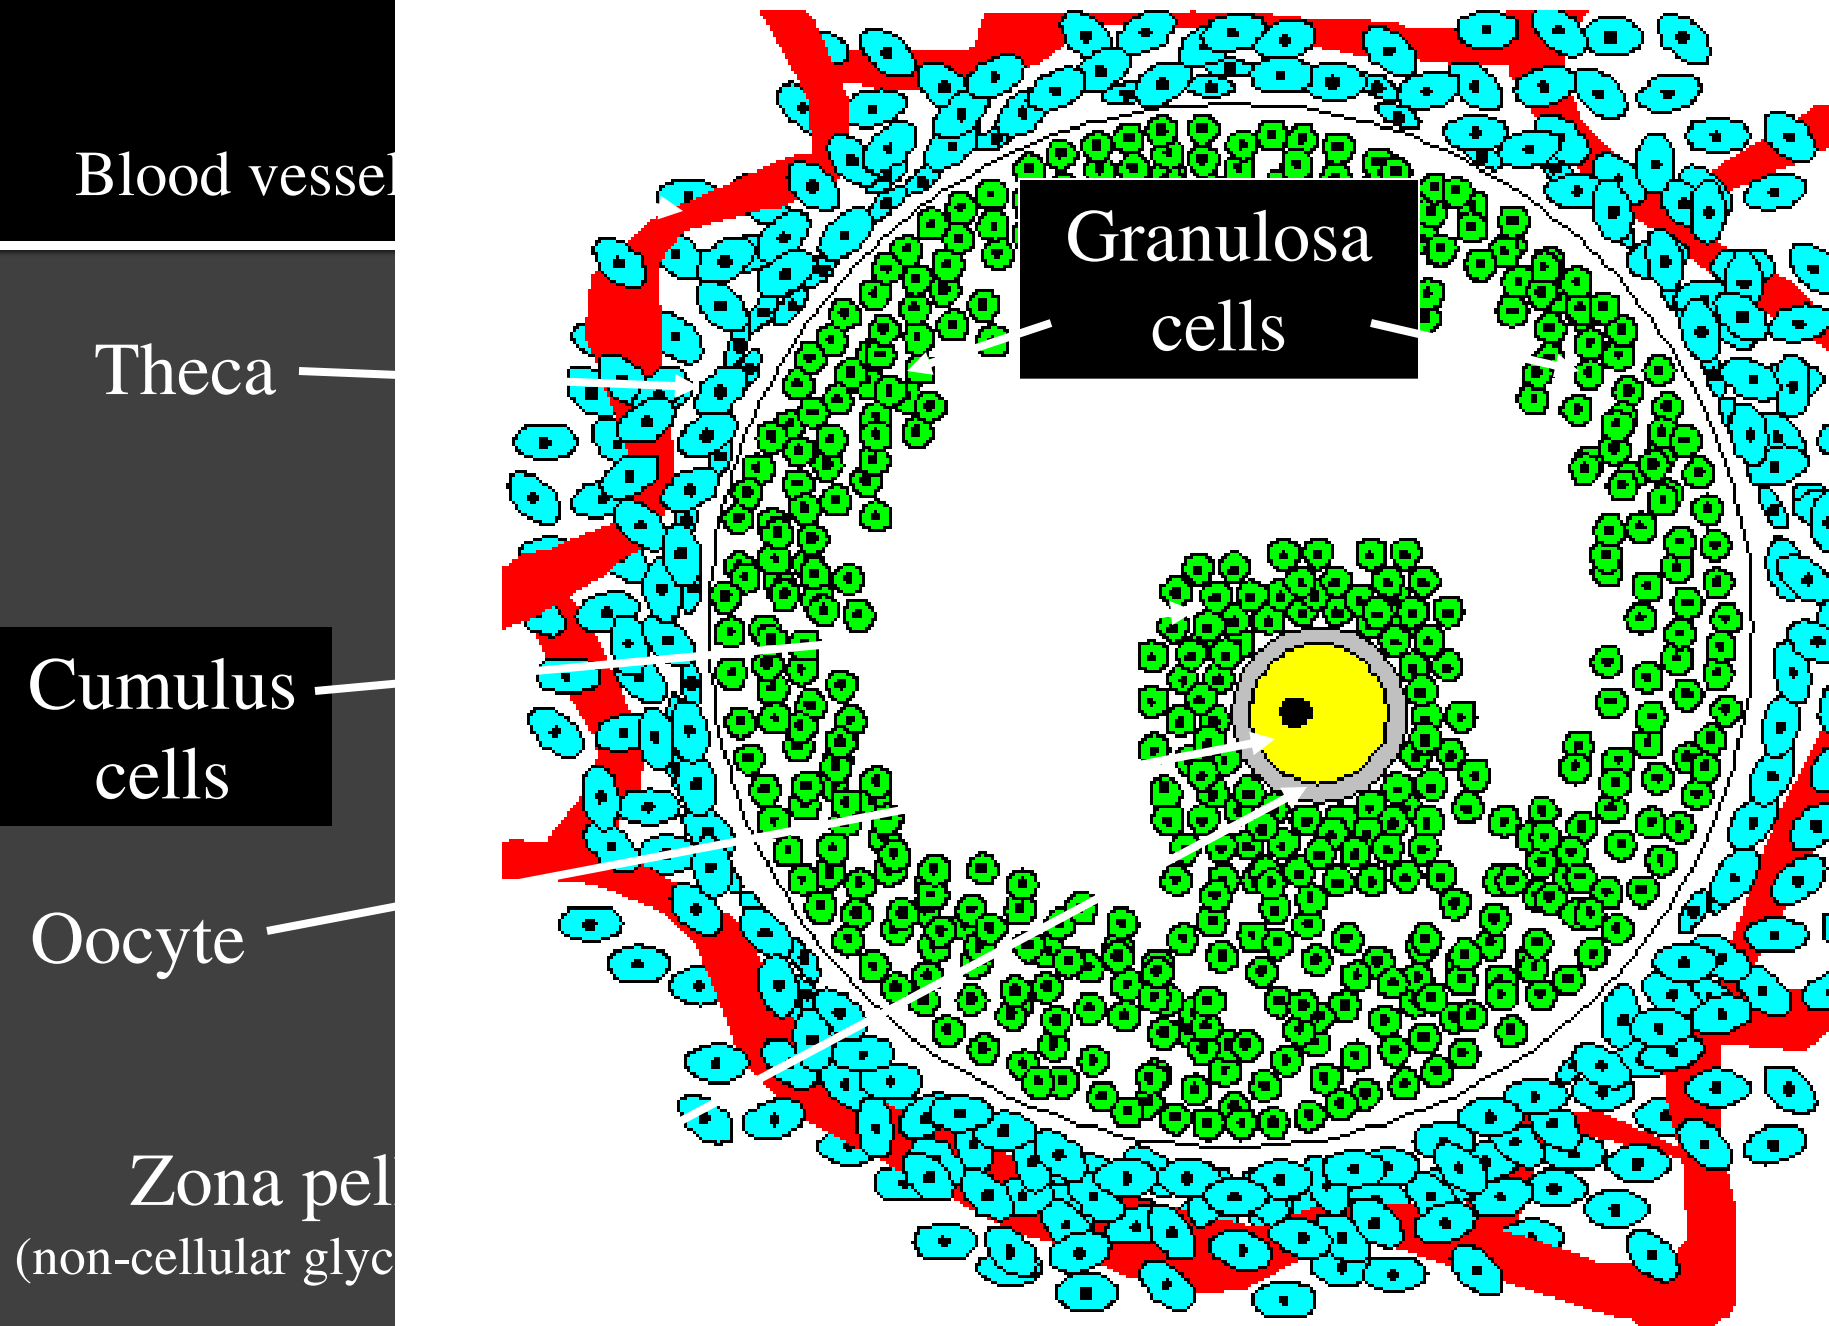 Blood vessel
Granulosa
cells
Theca
Cumulus
cells
Oocyte
Zona pel
(non-cellular glyc